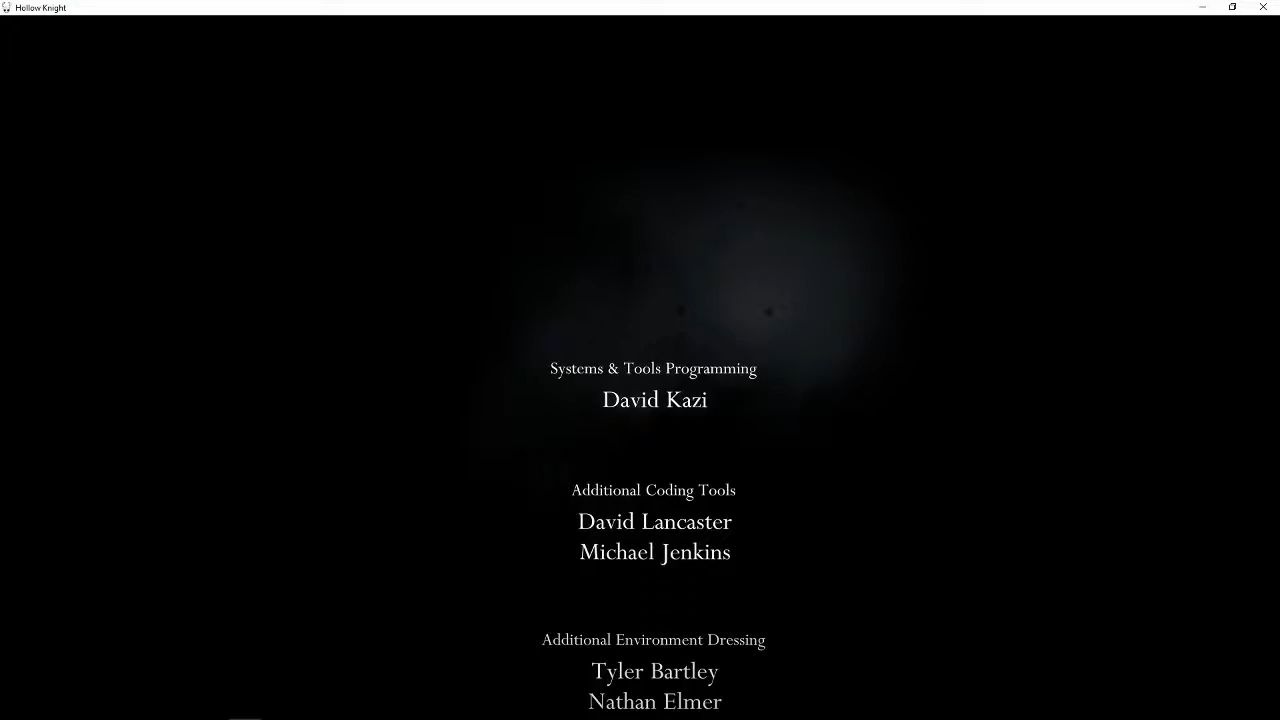 Hollow Knight
Systems & Tools Programming
David Kazi
Additional Coding Tools
David Lancaster
Michael Jenkins
Additional Environment Dressing
Tyler Bartley
Nathan Elmer